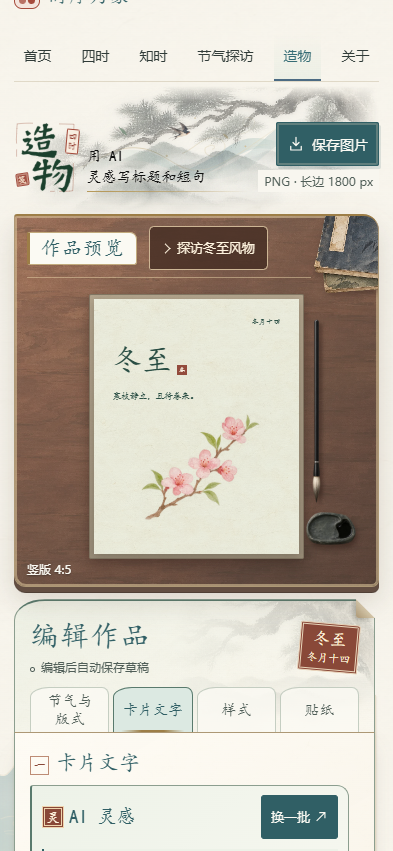 首页 四时 知时 节气探访 造物 关于
造物
四时
用 AI
灵感写标题和短句
保存图片
PNG · 长边 1800 px
作品预览
探访冬至风物
冬月十四
冬至
寒枝静立，且待春来。
竖版 4:5
编辑作品
编辑后自动保存草稿
冬至
冬月十四
节气与
版式
卡片文字
样式
贴纸
一 卡片文字
灵 AI 灵感
换一批